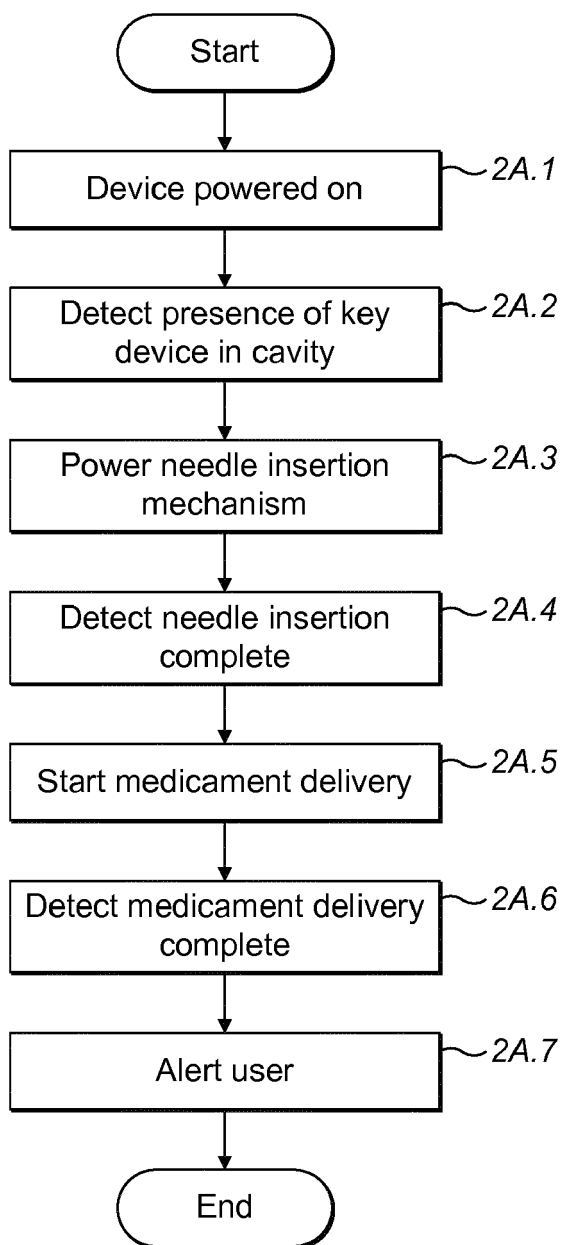 Start
Device powered on
2A.1
Detect presence of key
device in cavity
2A.2
Power needle insertion
mechanism
2A.3
Detect needle insertion
complete
2A.4
Start medicament delivery
2A.5
Detect medicament delivery
complete
2A.6
Alert user
2A.7
End